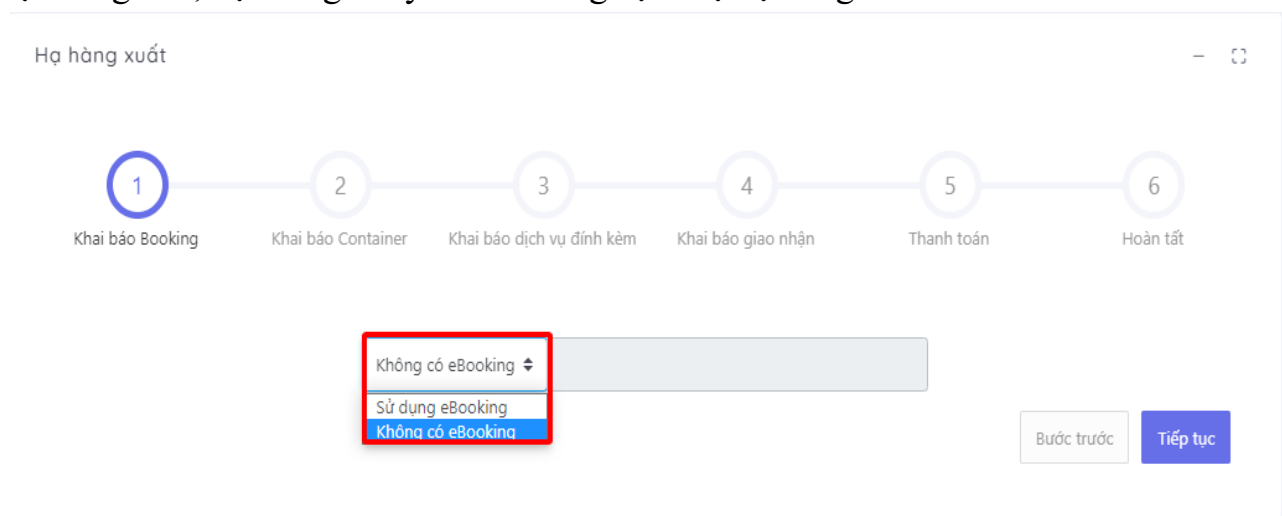 Hạ hàng xuất
1
2
3
4
5
6
Khai báo Booking
Khai báo Container
Khai báo dịch vụ đính kèm
Khai báo giao nhận
Thanh toán
Hoàn tất
Không có eBooking
Sử dụng eBooking
Không có eBooking
Bước trước
Tiếp tục